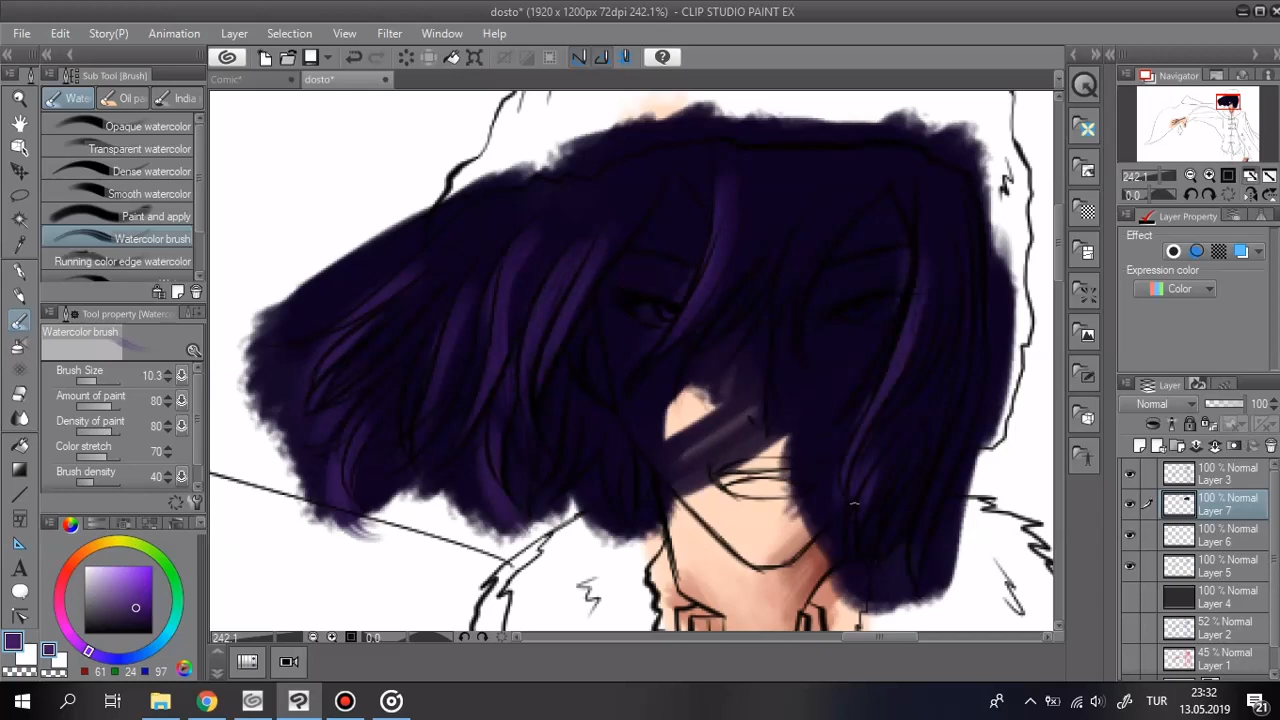 dosto* (1920 x 1200px 72dpi 242.1%) - CLIP STUDIO PAINT EX
File Edit Story(P) Animation Layer Selection View Filter Window Help
Comic* dosto*
Sub Tool [Brush]
Wate Oil pa India
Opaque watercolor
Transparent watercolor
Dense watercolor
Smooth watercolor
Paint and apply
Watercolor brush
Running color edge watercolor
Tool property [Waterc
Watercolor brush
Brush Size 10.3
Amount of paint 80
Density of paint 80
Color stretch 70
Brush density 40
61 24 97
242.1 0.0
Navigator
242.1
0.0
Layer Property
Effect
Expression color
Color
Layer
Normal 100
100 % Normal
Layer 3
100 % Normal
Layer 7
100 % Normal
Layer 6
100 % Normal
Layer 5
100 % Normal
Layer 4
52 % Normal
Layer 2
45 % Normal
Layer 1
TUR
23:32
13.05.2019
21